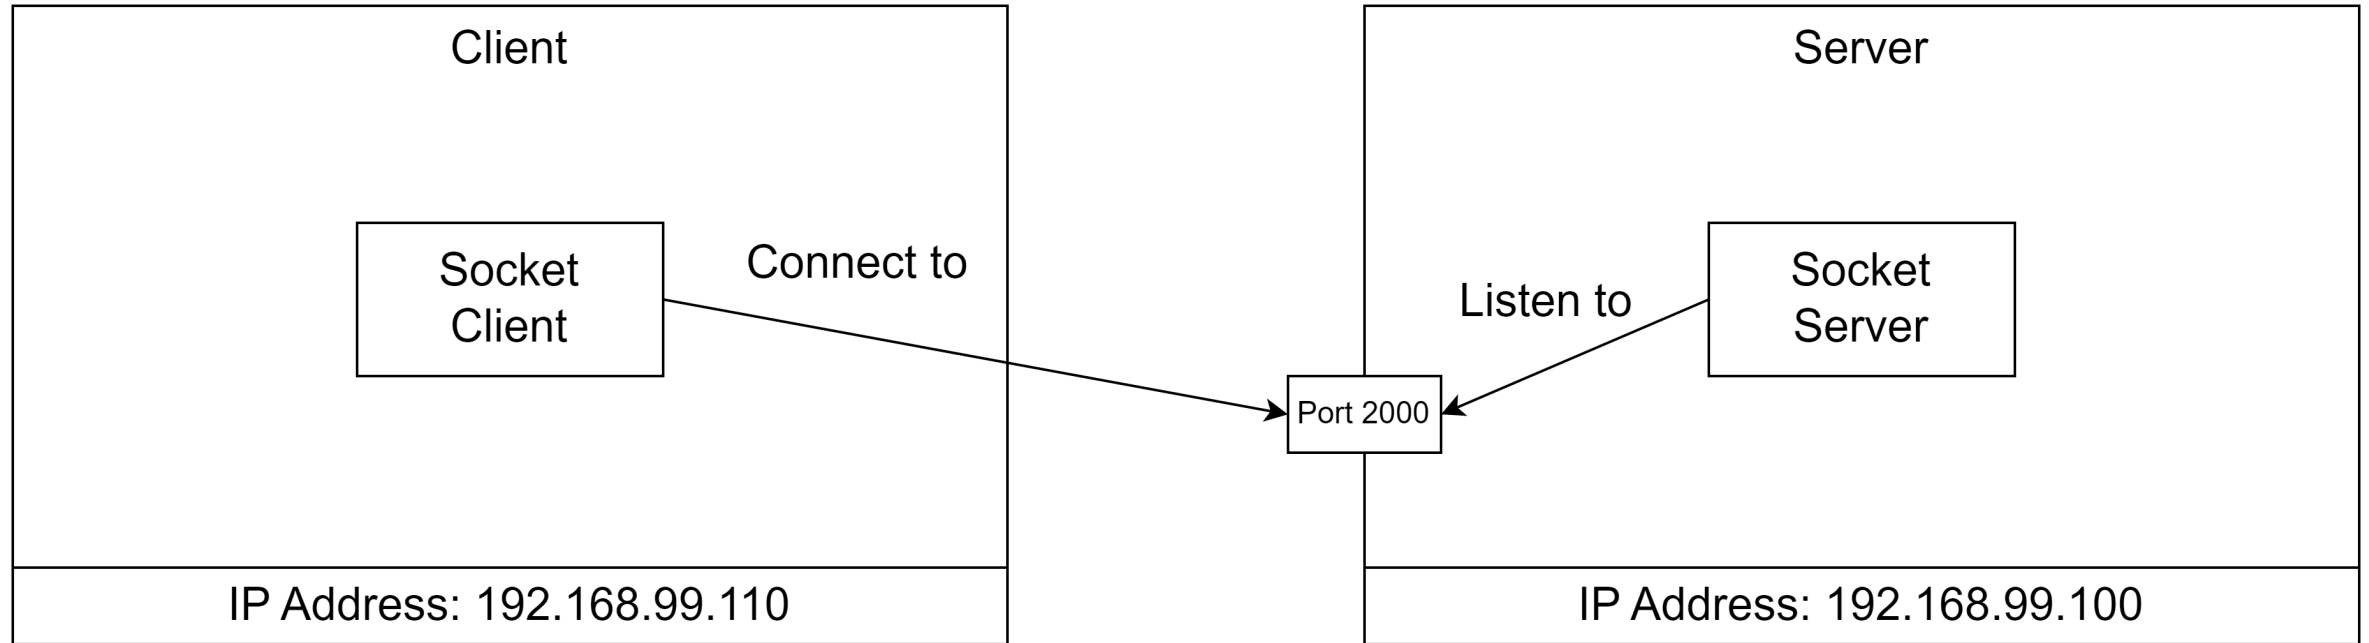 Client
Server
Socket
Client
Connect to
Listen to
Socket
Server
Port 2000
IP Address: 192.168.99.110
IP Address: 192.168.99.100